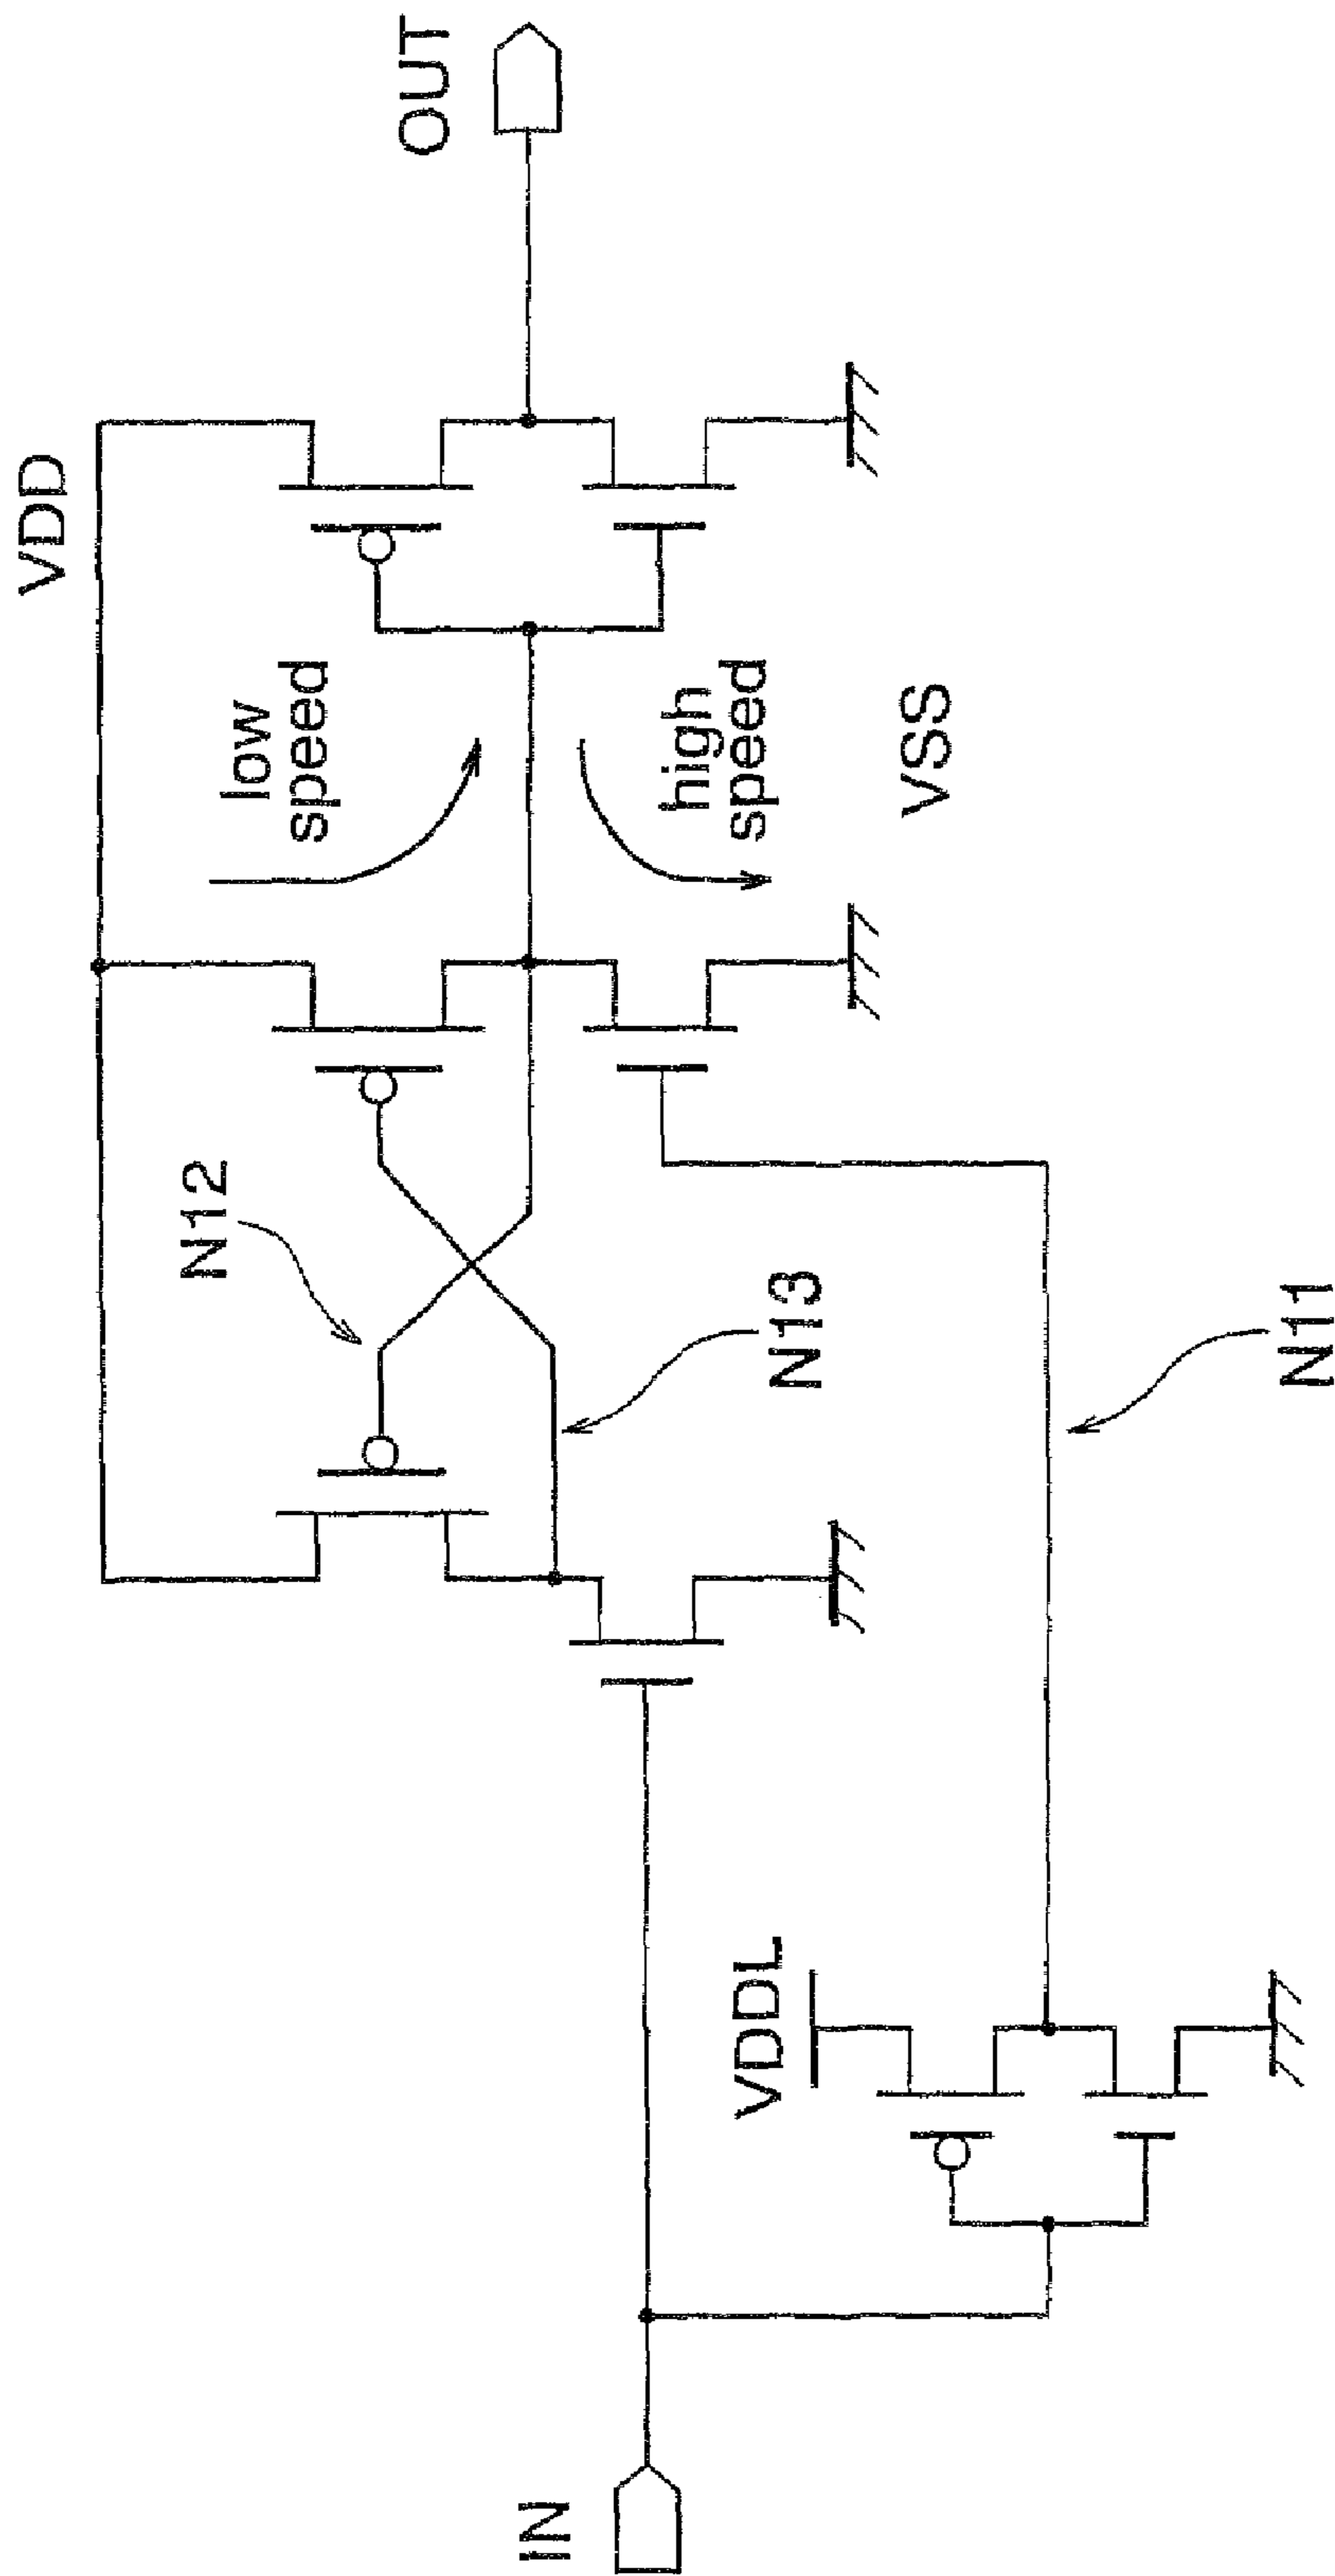 VDD
OUT
low
speed
N12
high
speed
VSS
N13
VDDL
IN
N11